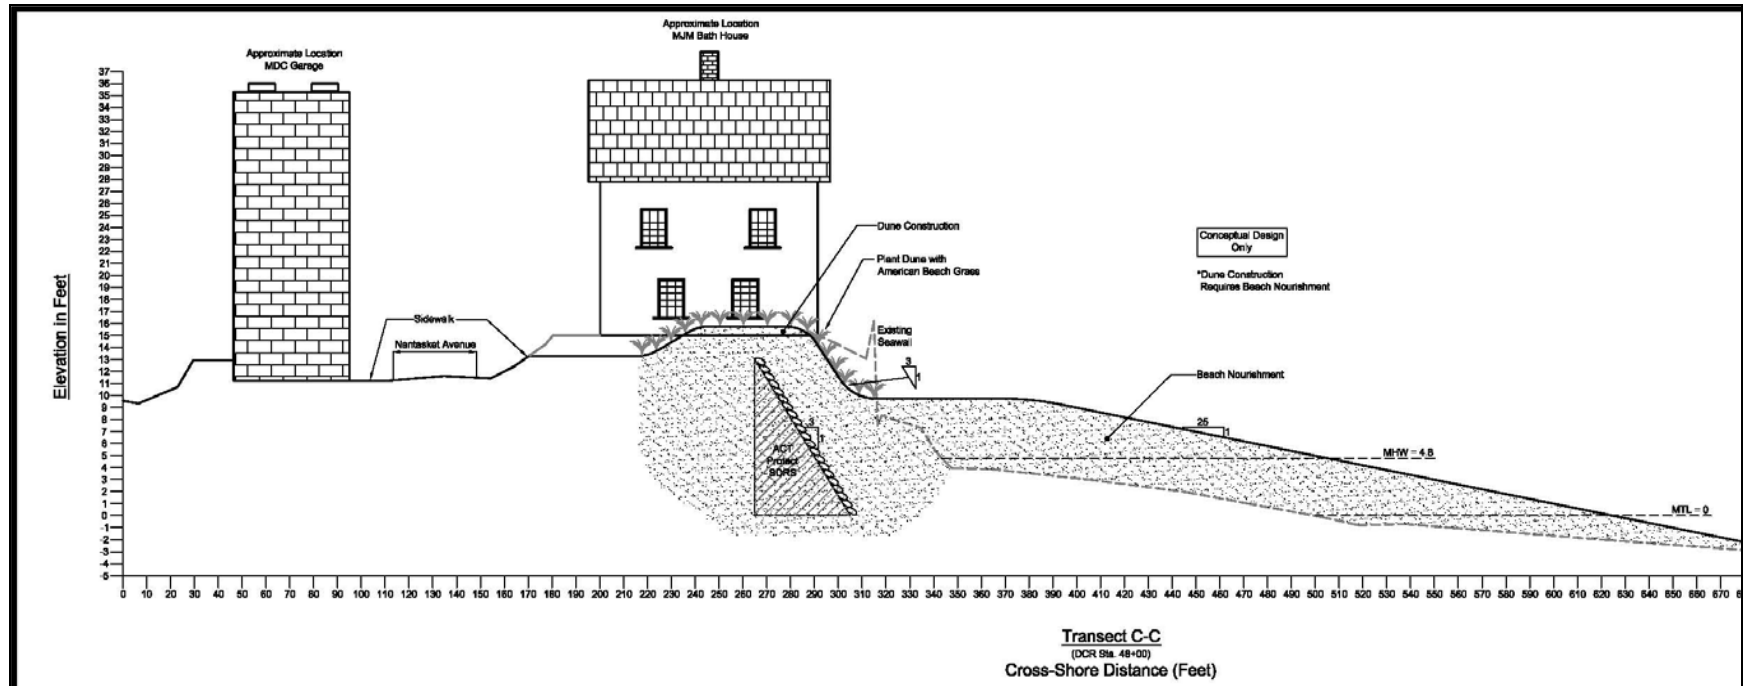 Approximate Location
MJM Bath House
Approximate Location
MDC Garage
37
36
35
34
33
32
31
30
29
28
27
26
25
24
23
22
21
20
19
18
17
16
15
14
13
12
11
10
9
8
7
6
5
4
3
2
1
0
-1
-2
-3
-4
-5
Elevation in Feet
Dune Construction
Plant Dune with
American Beach Grass
Conceptual Design
Only
*Dune Construction
Requires Beach Nourishment
Sidewalk
Nantasket Avenue
Existing
Seawall
3
1
Beach Nourishment
25
1
3
1
ACT
Project
SDRS
MHW = 4.8
MTL = 0
0 10 20 30 40 50 60 70 80 90 100 110 120 130 140 150 160 170 180 190 200 210 220 230 240 250 260 270 280 290 300 310 320 330 340 350 360 370 380 390 400 410 420 430 440 450 460 470 480 490 500 510 520 530 540 550 560 570 580 590 600 610 620 630 640 650 660 670
Transect C-C
(DCR Sta. 48+00)
Cross-Shore Distance (Feet)